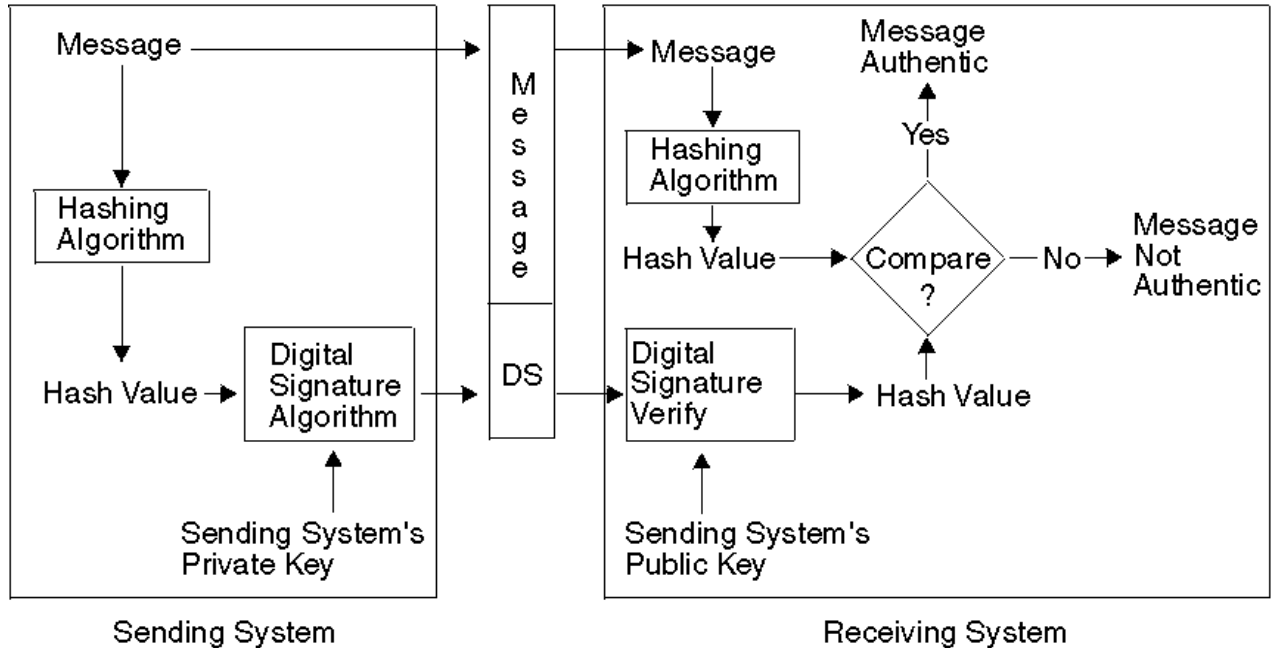 Message
Hashing
Algorithm
Hash Value
Digital
Signature
Algorithm
Sending System's
Private Key
Sending System
Message
DS
Message
Hashing
Algorithm
Hash Value
Digital
Signature
Verify
Sending System's
Public Key
Hash Value
Compare
?
Yes
Message
Authentic
No
Message
Not
Authentic
Receiving System